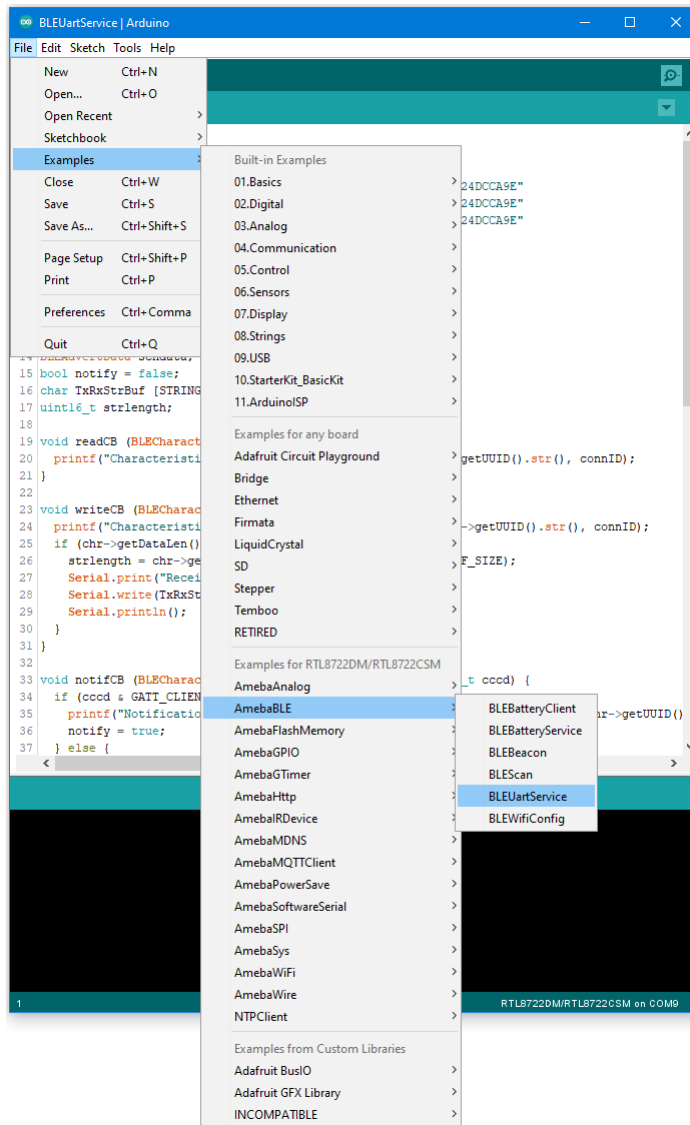 BLEUartService | Arduino
File Edit Sketch Tools Help
New Ctrl+N
Open... Ctrl+O
Open Recent
Sketchbook
Examples
Close Ctrl+W
Save Ctrl+S
Save As... Ctrl+Shift+S
Page Setup Ctrl+Shift+P
Print Ctrl+P
Preferences Ctrl+Comma
Quit Ctrl+Q
Built-in Examples
01.Basics
02.Digital
03.Analog
04.Communication
05.Control
06.Sensors
07.Display
08.Strings
09.USB
10.StarterKit_BasicKit
11.ArduinoISP
Examples for any board
Adafruit Circuit Playground
Bridge
Ethernet
Firmata
LiquidCrystal
SD
Stepper
Temboo
RETIRED
Examples for RTL8722DM/RTL8722CSM
AmebaAnalog
AmebaBLE
AmebaFlashMemory
AmebaGPIO
AmebaGTimer
AmebaHttp
AmebaIRDevice
AmebaMDNS
AmebaMQTTClient
AmebaPowerSave
AmebaSoftwareSerial
AmebaSPI
AmebaSys
AmebaWiFi
AmebaWire
NTPClient
Examples from Custom Libraries
Adafruit BusIO
Adafruit GFX Library
INCOMPATIBLE
BLEBatteryClient
BLEBatteryService
BLEBeacon
BLEScan
BLEUartService
BLEWifiConfig
24DCCA9E"
24DCCA9E"
24DCCA9E"
15 bool notify = false;
16 char TxRxStrBuf [STRING
17 uint16_t strlength;
18
19 void readCB (BLECharact
20 printf("Characteristi getUUID().str(), connID);
21 }
22
23 void writeCB (BLECharac
24 printf("Characteristi ->getUUID().str(), connID);
25 if (chr->getDataLen()
26 strlength = chr->ge F_SIZE);
27 Serial.print("Recei
28 Serial.write(TxRxSt
29 Serial.println();
30 }
31 }
32
33 void notifCB (BLECharac _t cccd) {
34 if (cccd & GATT_CLIEN
35 printf("Notificatio hr->getUUID()
36 notify = true;
37 } else {
1 RTL8722DM/RTL8722CSM on COM9